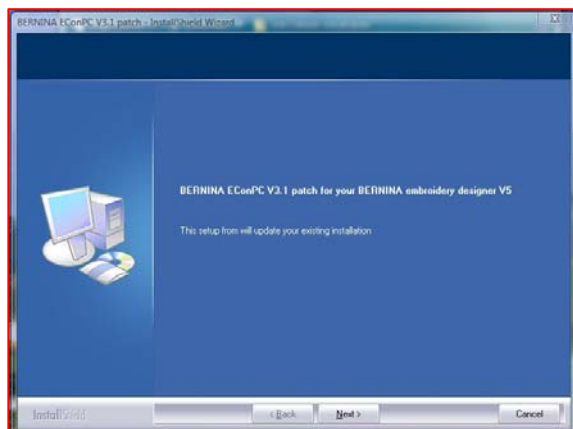 BERNINA EConPC V3.1 patch - InstallShield Wizard
BERNINA EConPC V3.1 patch for your BERNINA embroidery designer V5
This setup from will update your existing installation
InstallShield
< Back
Next >
Cancel